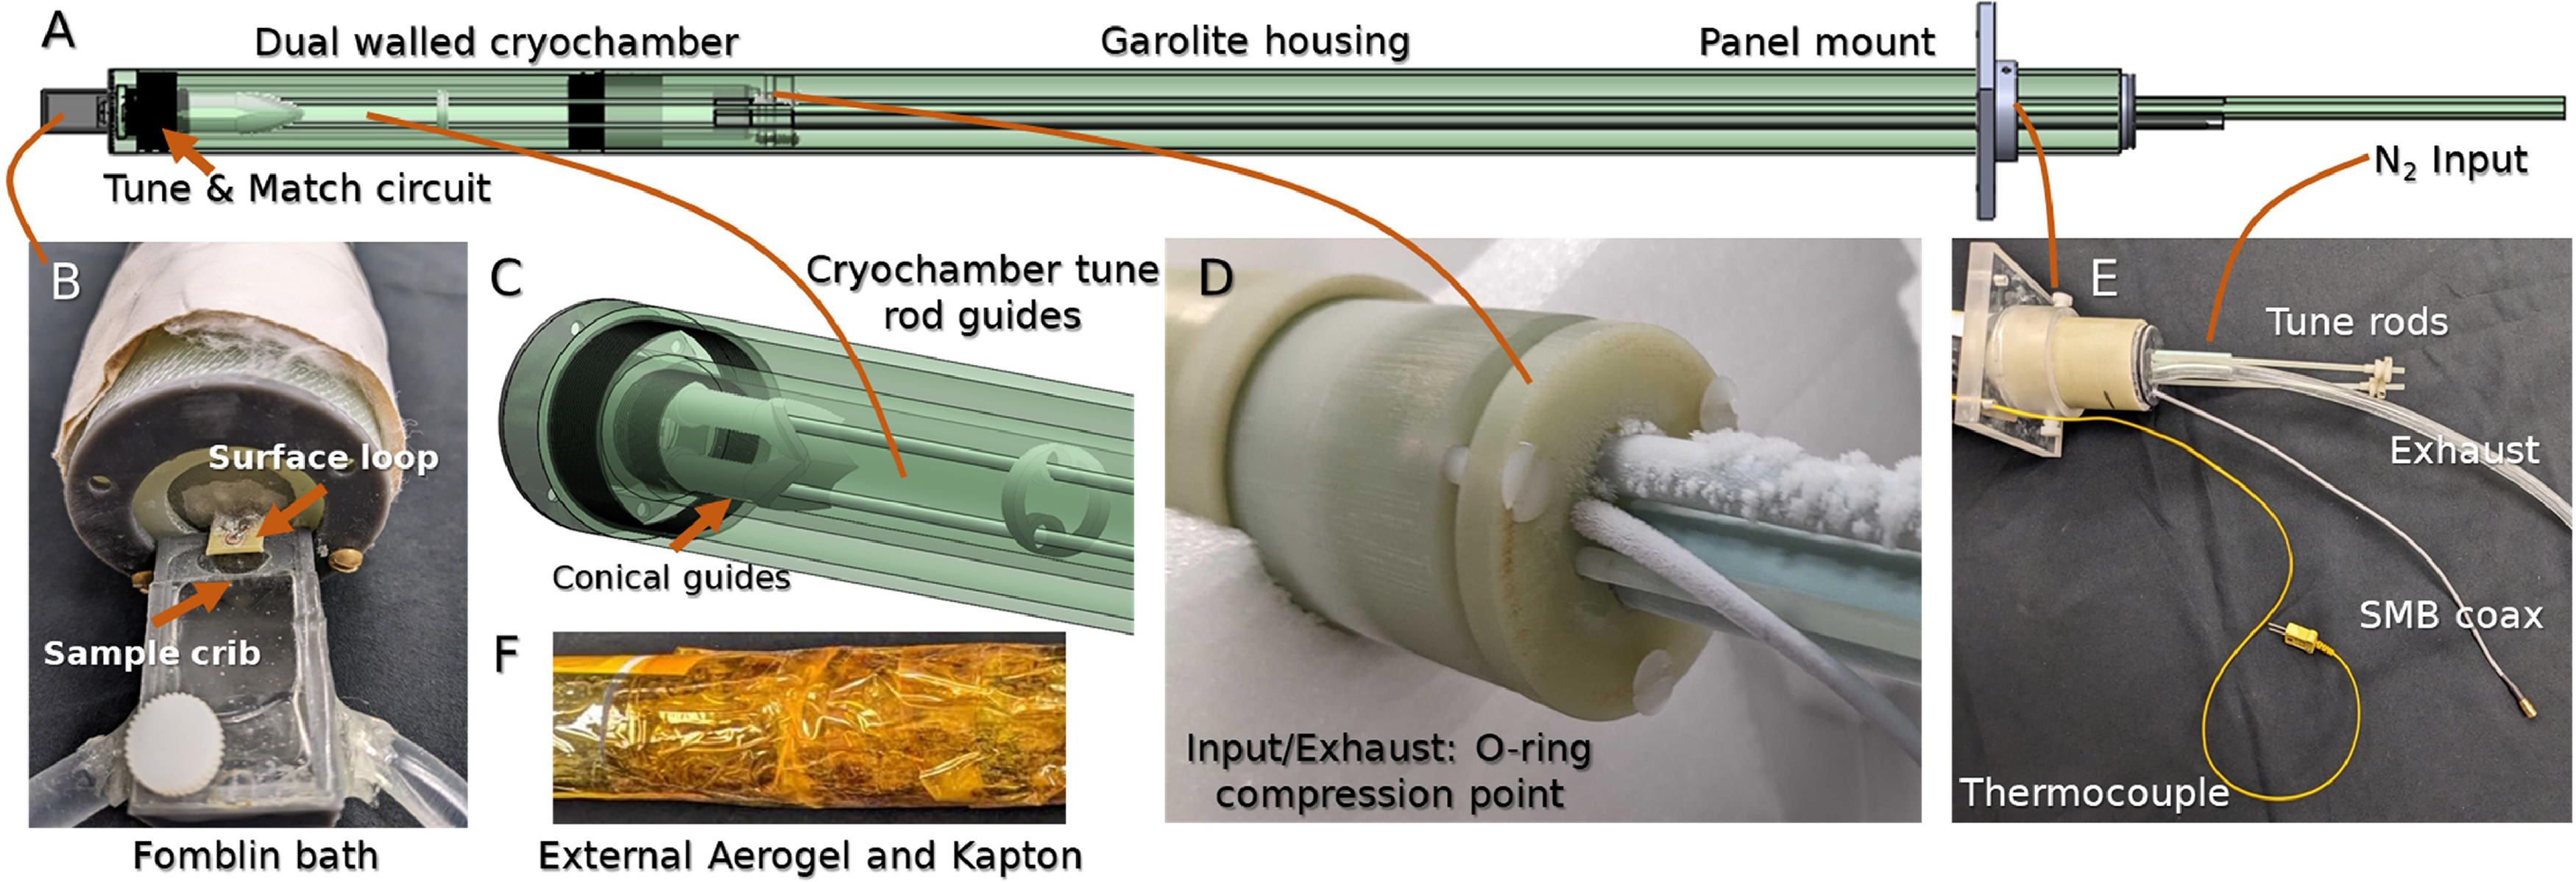 A
Dual walled cryochamber
Garolite housing
Panel mount
Tune & Match circuit
N₂ Input
B
Surface loop
Sample crib
Fomblin bath
C
Cryochamber tune
rod guides
Conical guides
D
Input/Exhaust: O-ring
compression point
E
Tune rods
Exhaust
SMB coax
Thermocouple
F
External Aerogel and Kapton